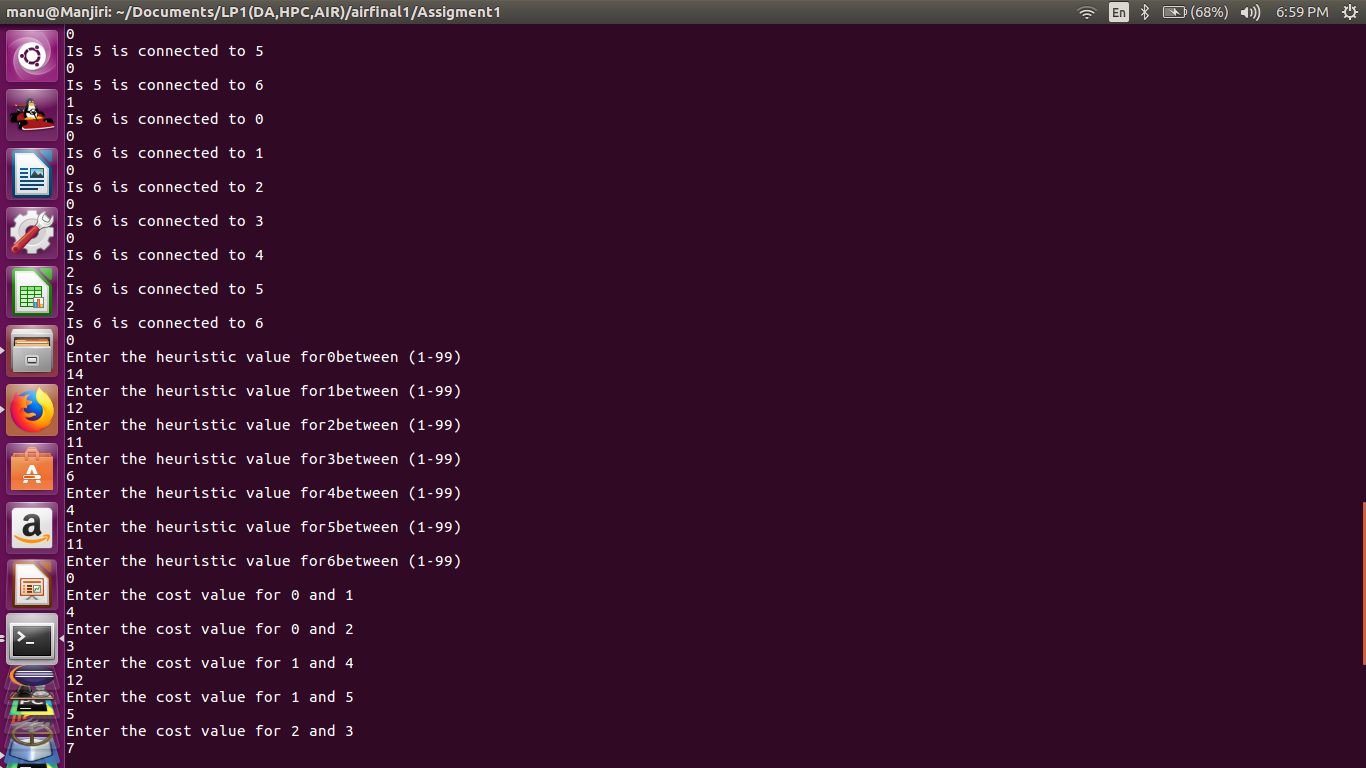 manu@Manjiri: ~/Documents/LP1(DA,HPC,AIR)/airfinal1/Assigment1 En (68%) 6:59 PM
0
Is 5 is connected to 5
0
Is 5 is connected to 6
1
Is 6 is connected to 0
0
Is 6 is connected to 1
0
Is 6 is connected to 2
0
Is 6 is connected to 3
0
Is 6 is connected to 4
2
Is 6 is connected to 5
2
Is 6 is connected to 6
0
Enter the heuristic value for0between (1-99)
14
Enter the heuristic value for1between (1-99)
12
Enter the heuristic value for2between (1-99)
11
Enter the heuristic value for3between (1-99)
6
Enter the heuristic value for4between (1-99)
4
Enter the heuristic value for5between (1-99)
11
Enter the heuristic value for6between (1-99)
0
Enter the cost value for 0 and 1
4
Enter the cost value for 0 and 2
3
Enter the cost value for 1 and 4
12
Enter the cost value for 1 and 5
5
Enter the cost value for 2 and 3
7